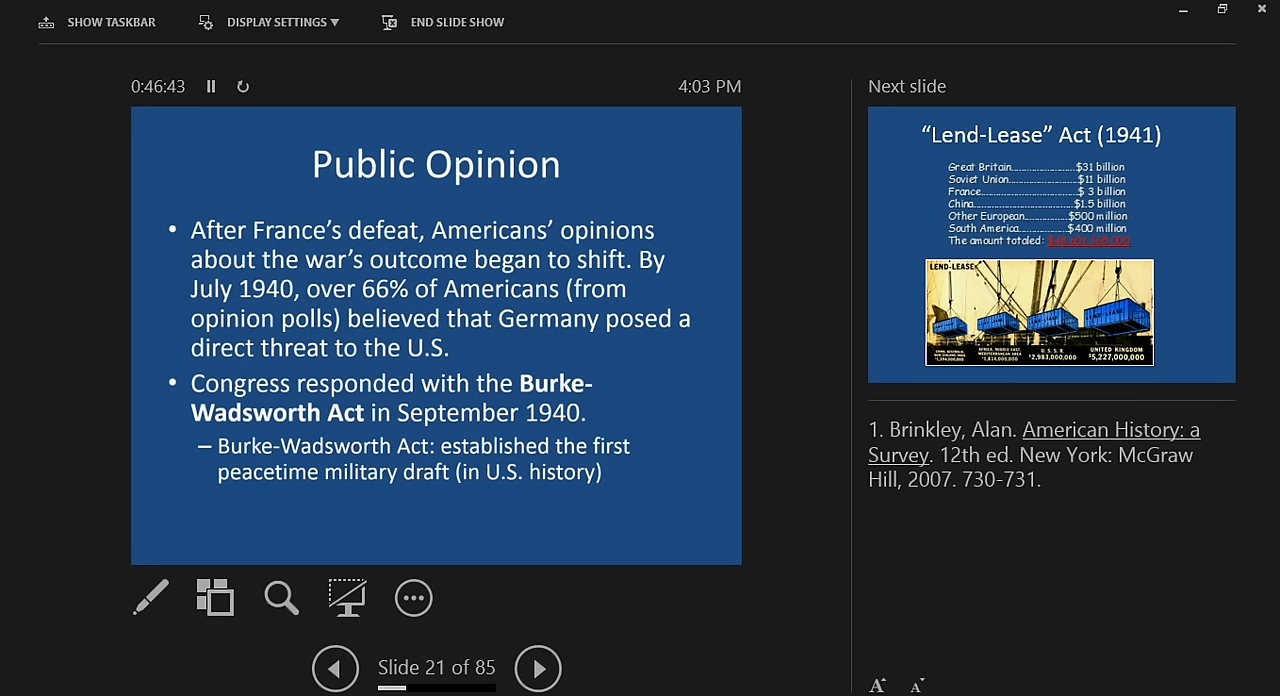 SHOW TASKBAR
DISPLAY SETTINGS ▼
END SLIDE SHOW
0:46:43
4:03 PM
Public Opinion
• After France’s defeat, Americans’ opinions
about the war’s outcome began to shift. By
July 1940, over 66% of Americans (from
opinion polls) believed that Germany posed a
direct threat to the U.S.
• Congress responded with the Burke-
Wadsworth Act in September 1940.
– Burke-Wadsworth Act: established the first
peacetime military draft (in U.S. history)
Slide 21 of 85
Next slide
“Lend-Lease” Act (1941)
Great Britain.........................$31 billion
Soviet Union...........................$11 billion
France.....................................$ 3 billion
China.......................................$1.5 billion
Other European.................$500 million
South America...................$400 million
The amount totaled:
LEND-LEASE
U. S. S. R.
$2,983,000,000
UNITED KINGDOM
$5,227,000,000
1. Brinkley, Alan. American History: a
Survey. 12th ed. New York: McGraw
Hill, 2007. 730-731.
A A